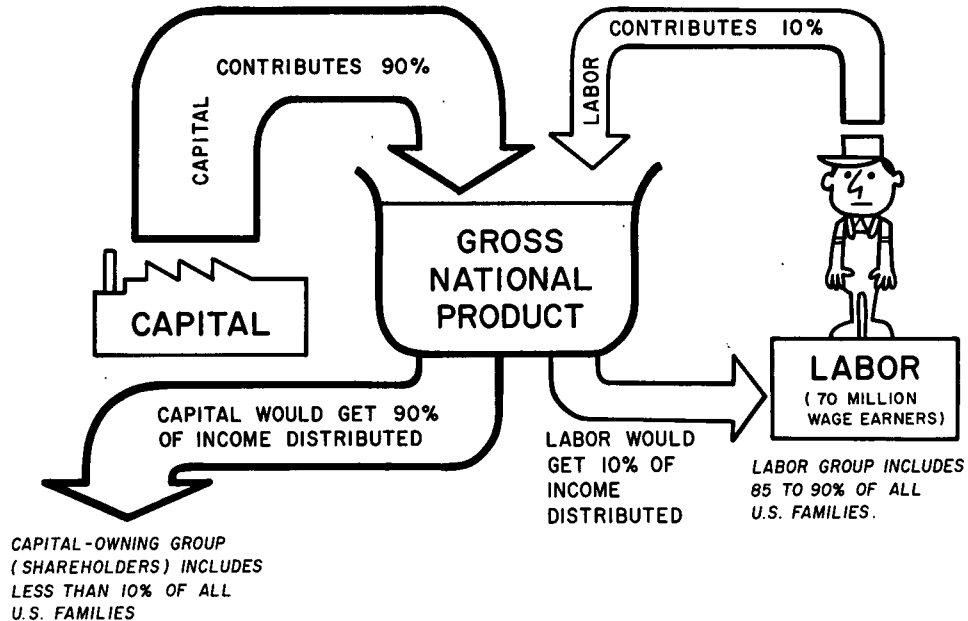 CONTRIBUTES 90%
CAPITAL
CONTRIBUTES 10%
LABOR
GROSS
NATIONAL
PRODUCT
CAPITAL
LABOR
(70 MILLION
WAGE EARNERS)
CAPITAL WOULD GET 90%
OF INCOME DISTRIBUTED
LABOR WOULD
GET 10% OF
INCOME
DISTRIBUTED
LABOR GROUP INCLUDES
85 TO 90% OF ALL
U.S. FAMILIES.
CAPITAL-OWNING GROUP
(SHAREHOLDERS) INCLUDES
LESS THAN 10% OF ALL
U.S. FAMILIES